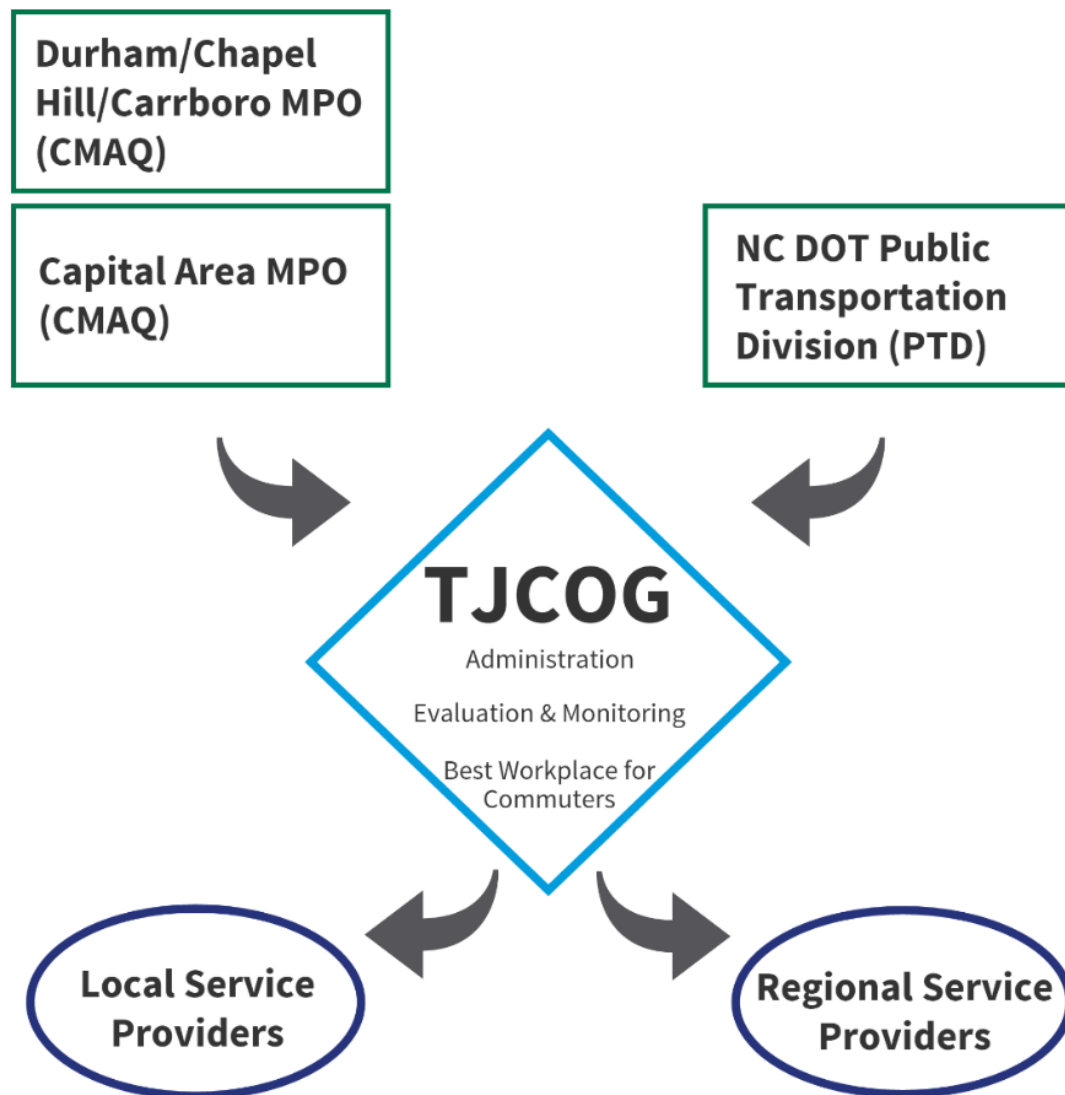 Durham/Chapel
Hill/Carrboro MPO
(CMAQ)
Capital Area MPO
(CMAQ)
NC DOT Public
Transportation
Division (PTD)
TJCOG
Administration
Evaluation & Monitoring
Best Workplace for
Commuters
Local Service
Providers
Regional Service
Providers